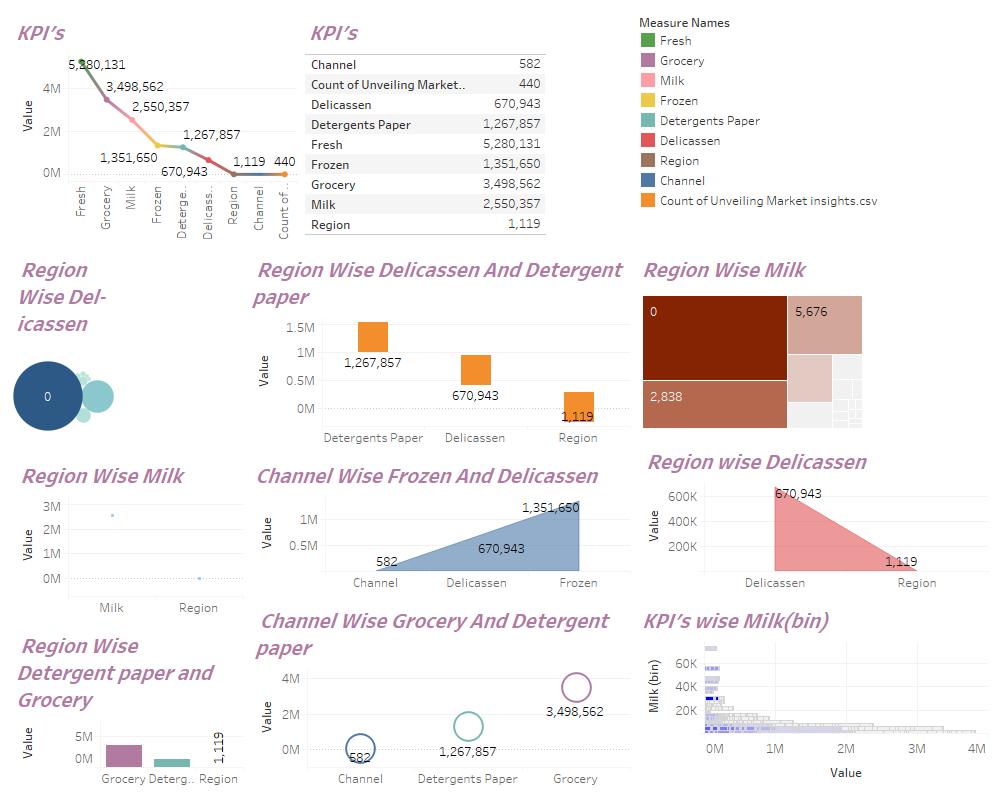 KPI's
5,280,131
3,498,562
2,550,357
1,267,857
1,351,650
670,943
1,119
440
4M
2M
0M
Value
Fresh
Grocery
Milk
Frozen
Deterge..
Delicass..
Region
Channel
Count of ..
KPI's
Channel 582
Count of Unveiling Market.. 440
Delicassen 670,943
Detergents Paper 1,267,857
Fresh 5,280,131
Frozen 1,351,650
Grocery 3,498,562
Milk 2,550,357
Region 1,119
Measure Names
Fresh
Grocery
Milk
Frozen
Detergents Paper
Delicassen
Region
Channel
Count of Unveiling Market insights.csv
Region
Wise Del-
icassen
0
Region Wise Delicassen And Detergent
paper
1.5M
1M
0.5M
0M
Value
1,267,857
670,943
1,119
Detergents Paper
Delicassen
Region
Region Wise Milk
0
5,676
2,838
Region Wise Milk
3M
2M
1M
0M
Value
Milk
Region
Channel Wise Frozen And Delicassen
1M
0.5M
Value
582
670,943
1,351,650
Channel
Delicassen
Frozen
Region wise Delicassen
600K
400K
200K
Value
670,943
1,119
Delicassen
Region
Region Wise
Detergent paper and
Grocery
5M
0M
Value
1,119
Grocery
Deterg..
Region
Channel Wise Grocery And Detergent
paper
4M
2M
0M
Value
582
1,267,857
3,498,562
Channel
Detergents Paper
Grocery
KPI's wise Milk(bin)
60K
40K
20K
Milk (bin)
0M
1M
2M
3M
4M
Value